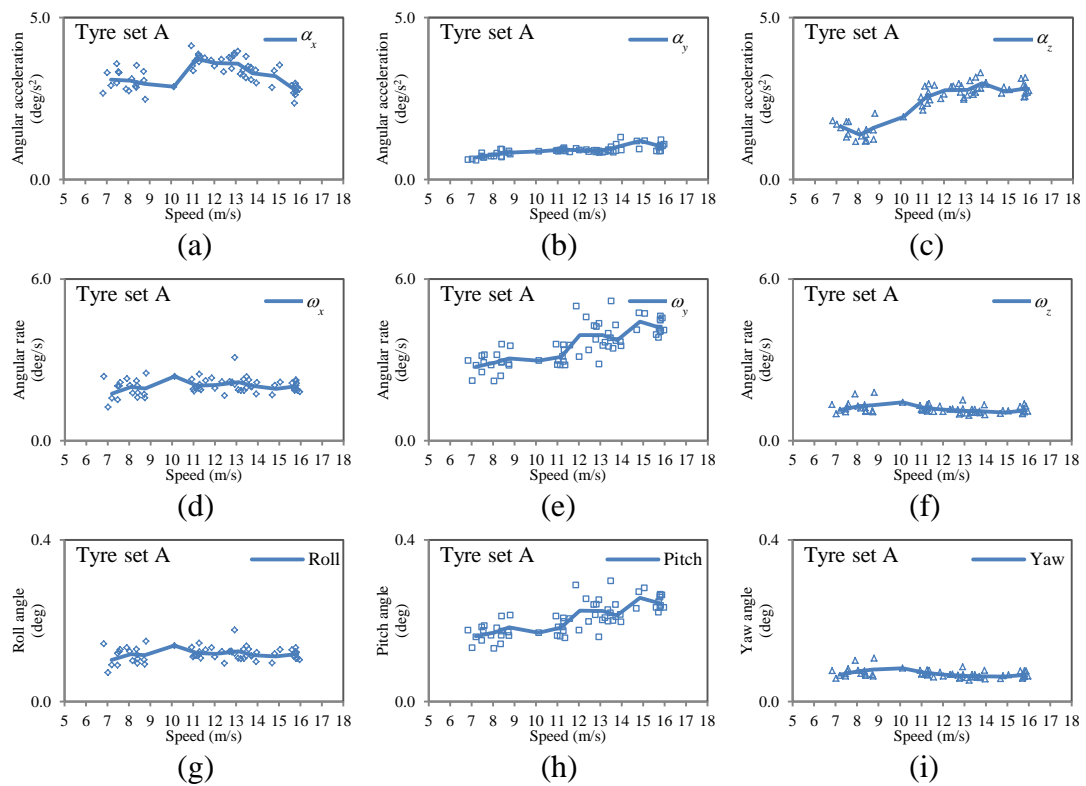 Tyre set A
α_x
Angular acceleration
(deg/s²)
5.0
0.0
5 6 7 8 9 10 11 12 13 14 15 16 17 18
Speed (m/s)
(a)
Tyre set A
α_y
Angular acceleration
(deg/s²)
5.0
0.0
5 6 7 8 9 10 11 12 13 14 15 16 17 18
Speed (m/s)
(b)
Tyre set A
α_z
Angular acceleration
(deg/s²)
5.0
0.0
5 6 7 8 9 10 11 12 13 14 15 16 17 18
Speed (m/s)
(c)
Tyre set A
ω_x
Angular rate
(deg/s)
6.0
0.0
5 6 7 8 9 10 11 12 13 14 15 16 17 18
Speed (m/s)
(d)
Tyre set A
ω_y
Angular rate
(deg/s)
6.0
0.0
5 6 7 8 9 10 11 12 13 14 15 16 17 18
Speed (m/s)
(e)
Tyre set A
ω_z
Angular rate
(deg/s)
6.0
0.0
5 6 7 8 9 10 11 12 13 14 15 16 17 18
Speed (m/s)
(f)
Tyre set A
Roll
Roll angle
(deg)
0.4
0.0
5 6 7 8 9 10 11 12 13 14 15 16 17 18
Speed (m/s)
(g)
Tyre set A
Pitch
Pitch angle
(deg)
0.4
0.0
5 6 7 8 9 10 11 12 13 14 15 16 17 18
Speed (m/s)
(h)
Tyre set A
Yaw
Yaw angle
(deg)
0.4
0.0
5 6 7 8 9 10 11 12 13 14 15 16 17 18
Speed (m/s)
(i)